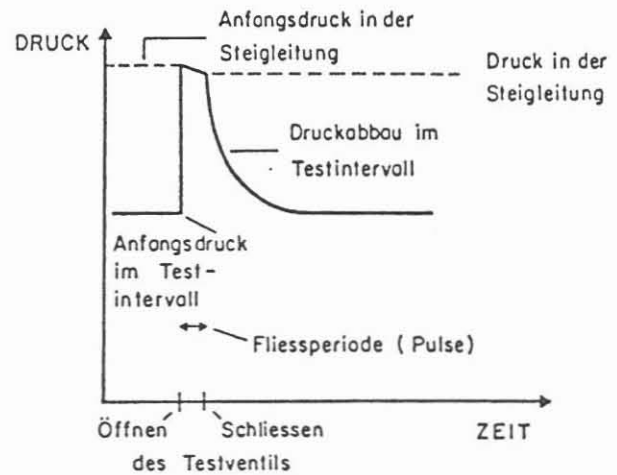 DRUCK
Anfangsdruck in der
Steigleitung
Druck in der
Steigleitung
Druckabbau im
Testintervall
Anfangsdruck
im Test-
intervall
Fliessperiode ( Pulse)
Öffnen
Schliessen
des Testventils
ZEIT